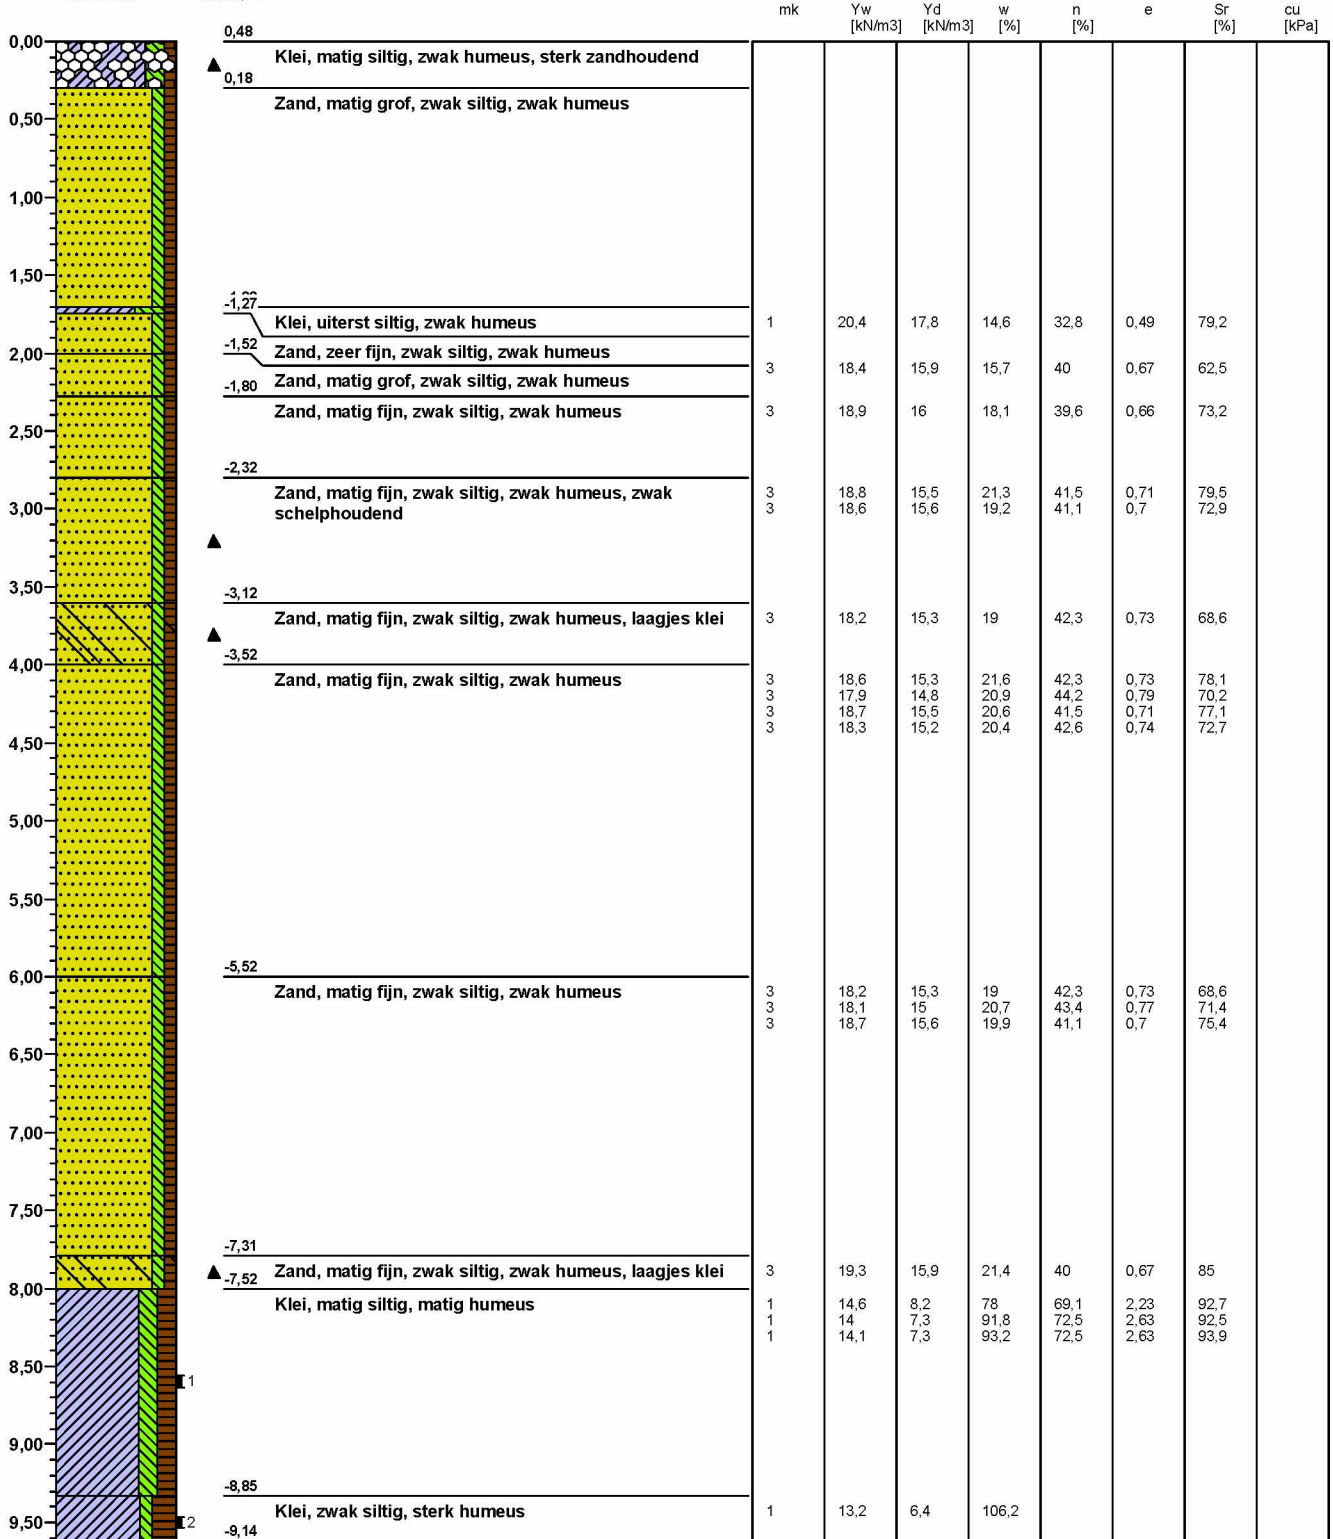 mk Yw Yd w n e Sr cu
[kN/m3] [kN/m3] [%] [%] [%] [kPa]
0,48
0,00
Klei, matig siltig, zwak humeus, sterk zandhoudend
0,18
Zand, matig grof, zwak siltig, zwak humeus
0,50
1,00
1,50
-1,27
Klei, uiterst siltig, zwak humeus 1 20,4 17,8 14,6 32,8 0,49 79,2
-1,52 Zand, zeer fijn, zwak siltig, zwak humeus
2,00
3 18,4 15,9 15,7 40 0,67 62,5
-1,80 Zand, matig grof, zwak siltig, zwak humeus
Zand, matig fijn, zwak siltig, zwak humeus 3 18,9 16 18,1 39,6 0,66 73,2
2,50
-2,32
Zand, matig fijn, zwak siltig, zwak humeus, zwak 3 18,8 15,5 21,3 41,5 0,71 79,5
3,00 schelphoudend 3 18,6 15,6 19,2 41,1 0,7 72,9
3,50
-3,12
Zand, matig fijn, zwak siltig, zwak humeus, laagjes klei 3 18,2 15,3 19 42,3 0,73 68,6
-3,52
4,00
Zand, matig fijn, zwak siltig, zwak humeus 3 18,6 15,3 21,6 42,3 0,73 78,1
3 17,9 14,8 20,9 44,2 0,79 70,2
3 18,7 15,5 20,6 41,5 0,71 77,1
3 18,3 15,2 20,4 42,6 0,74 72,7
4,50
5,00
5,50
-5,52
6,00
Zand, matig fijn, zwak siltig, zwak humeus 3 18,2 15,3 19 42,3 0,73 68,6
3 18,1 15 20,7 43,4 0,77 71,4
3 18,7 15,6 19,9 41,1 0,7 75,4
6,50
7,00
7,50
-7,31
Zand, matig fijn, zwak siltig, zwak humeus, laagjes klei 3 19,3 15,9 21,4 40 0,67 85
-7,52
8,00
Klei, matig siltig, matig humeus 1 14,6 8,2 78 69,1 2,23 92,7
1 14 7,3 91,8 72,5 2,63 92,5
1 14,1 7,3 93,2 72,5 2,63 93,9
8,50
1
9,00
-8,85
Klei, zwak siltig, sterk humeus 1 13,2 6,4 106,2
9,50 2
-9,14